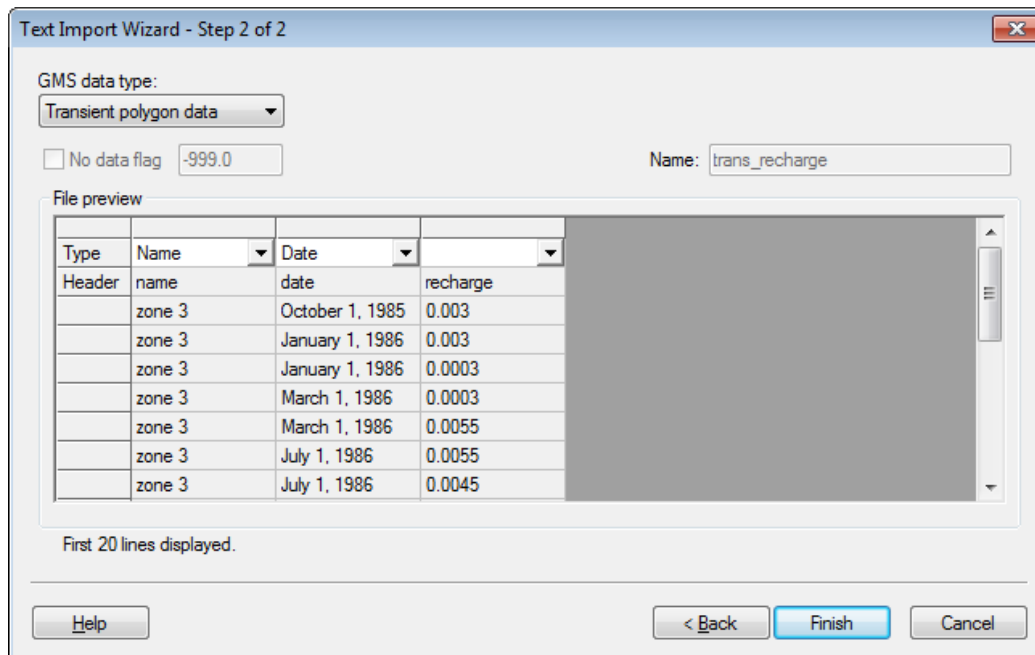 Text Import Wizard - Step 2 of 2
GMS data type:
Transient polygon data
No data flag -999.0 Name: trans_recharge
File preview
Type Name Date
Header name date recharge
zone 3 October 1, 1985 0.003
zone 3 January 1, 1986 0.003
zone 3 January 1, 1986 0.0003
zone 3 March 1, 1986 0.0003
zone 3 March 1, 1986 0.0055
zone 3 July 1, 1986 0.0055
zone 3 July 1, 1986 0.0045
First 20 lines displayed.
Help < Back Finish Cancel